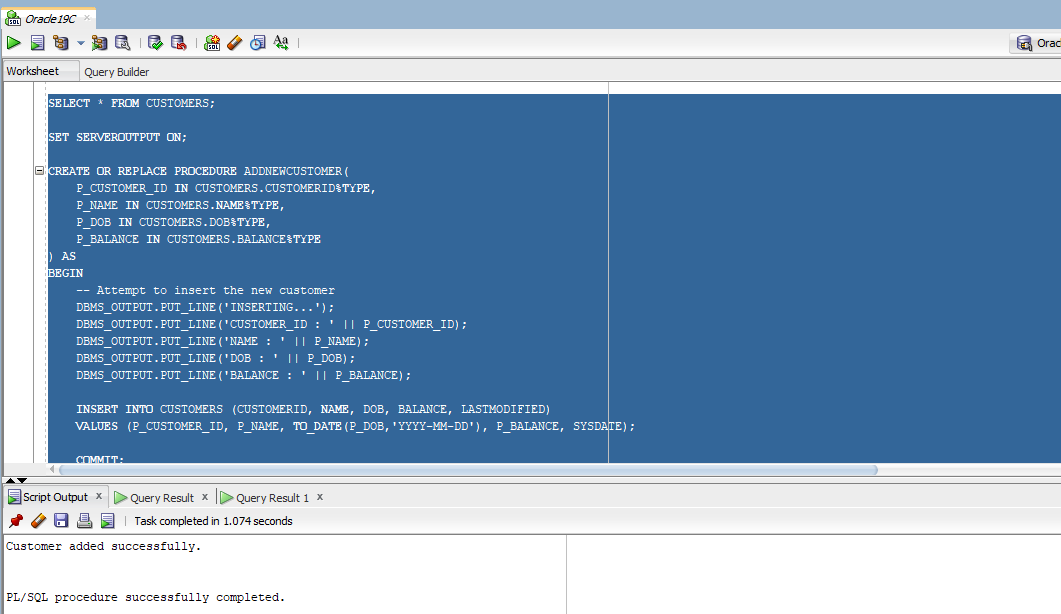 Oracle19C
Orac
Worksheet Query Builder
SELECT * FROM CUSTOMERS;
SET SERVEROUTPUT ON;
CREATE OR REPLACE PROCEDURE ADDNEWCUSTOMER(
P_CUSTOMER_ID IN CUSTOMERS.CUSTOMERID%TYPE,
P_NAME IN CUSTOMERS.NAME%TYPE,
P_DOB IN CUSTOMERS.DOB%TYPE,
P_BALANCE IN CUSTOMERS.BALANCE%TYPE
) AS
BEGIN
-- Attempt to insert the new customer
DBMS_OUTPUT.PUT_LINE('INSERTING...');
DBMS_OUTPUT.PUT_LINE('CUSTOMER_ID : ' || P_CUSTOMER_ID);
DBMS_OUTPUT.PUT_LINE('NAME : ' || P_NAME);
DBMS_OUTPUT.PUT_LINE('DOB : ' || P_DOB);
DBMS_OUTPUT.PUT_LINE('BALANCE : ' || P_BALANCE);
INSERT INTO CUSTOMERS (CUSTOMERID, NAME, DOB, BALANCE, LASTMODIFIED)
VALUES (P_CUSTOMER_ID, P_NAME, TO_DATE(P_DOB,'YYYY-MM-DD'), P_BALANCE, SYSDATE);
COMMIT;
Script Output x Query Result x Query Result 1 x
Task completed in 1.074 seconds
Customer added successfully.
PL/SQL procedure successfully completed.